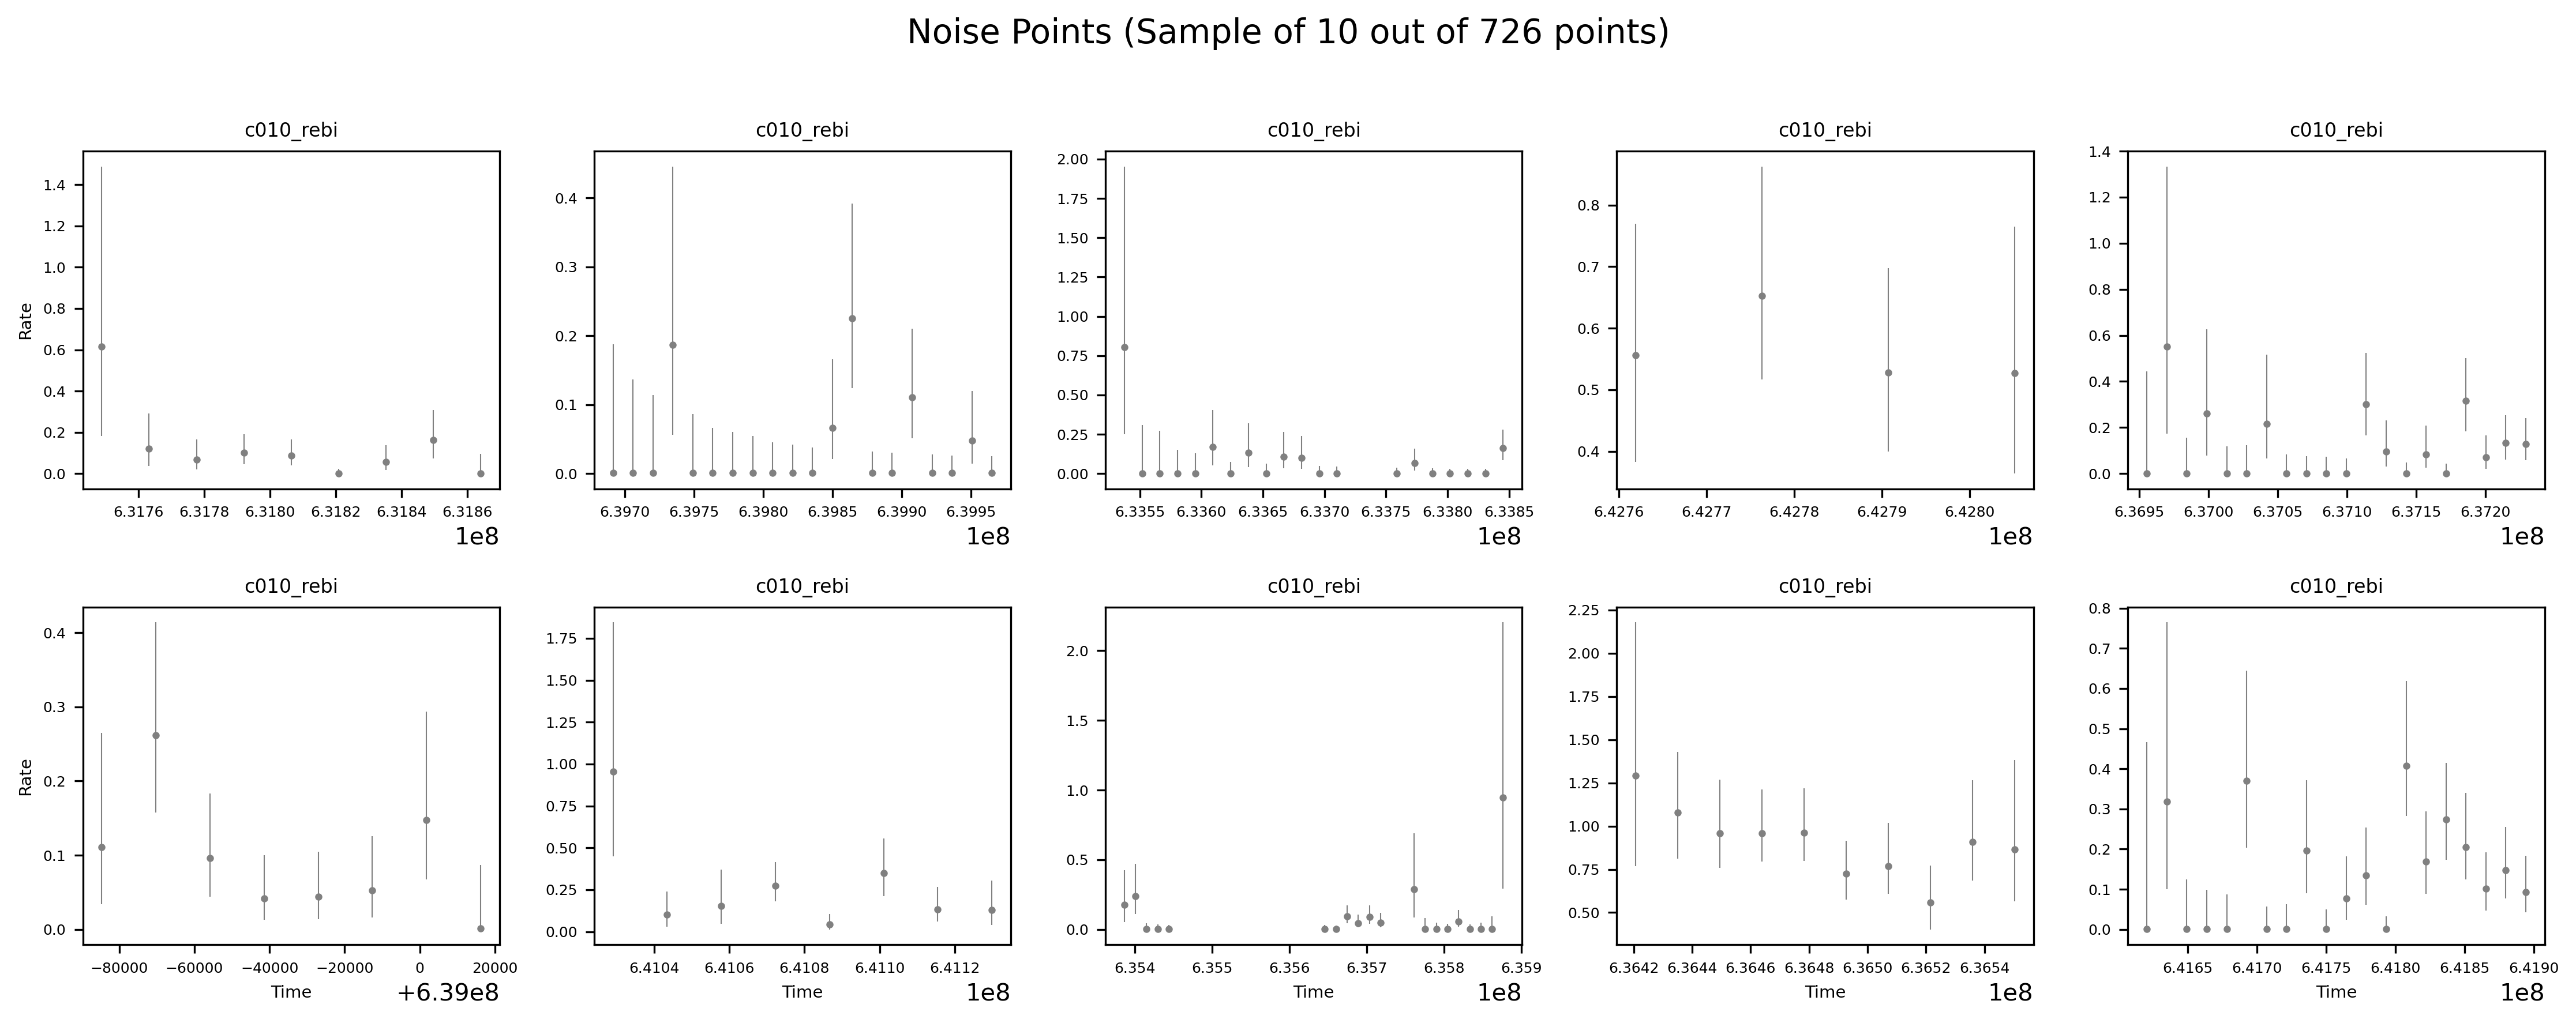 Noise Points (Sample of 10 out of 726 points)
c010_rebi c010_rebi c010_rebi c010_rebi c010_rebi
Rate
1.4
1.2
1.0
0.8
0.6
0.4
0.2
0.0
6.3176 6.3178 6.3180 6.3182 6.3184 6.3186
1e8
0.4
0.3
0.2
0.1
0.0
6.3970 6.3975 6.3980 6.3985 6.3990 6.3995
1e8
2.00
1.75
1.50
1.25
1.00
0.75
0.50
0.25
0.00
6.3355 6.3360 6.3365 6.3370 6.3375 6.3380 6.3385
1e8
0.8
0.7
0.6
0.5
0.4
6.4276 6.4277 6.4278 6.4279 6.4280
1e8
1.4
1.2
1.0
0.8
0.6
0.4
0.2
0.0
6.3695 6.3700 6.3705 6.3710 6.3715 6.3720
1e8
c010_rebi c010_rebi c010_rebi c010_rebi c010_rebi
Rate
0.4
0.3
0.2
0.1
0.0
−80000 −60000 −40000 −20000 0 20000
Time
+6.39e8
1.75
1.50
1.25
1.00
0.75
0.50
0.25
0.00
6.4104 6.4106 6.4108 6.4110 6.4112
Time
1e8
2.0
1.5
1.0
0.5
0.0
6.354 6.355 6.356 6.357 6.358 6.359
Time
1e8
2.25
2.00
1.75
1.50
1.25
1.00
0.75
0.50
6.3642 6.3644 6.3646 6.3648 6.3650 6.3652 6.3654
Time
1e8
0.8
0.7
0.6
0.5
0.4
0.3
0.2
0.1
0.0
6.4165 6.4170 6.4175 6.4180 6.4185 6.4190
Time
1e8